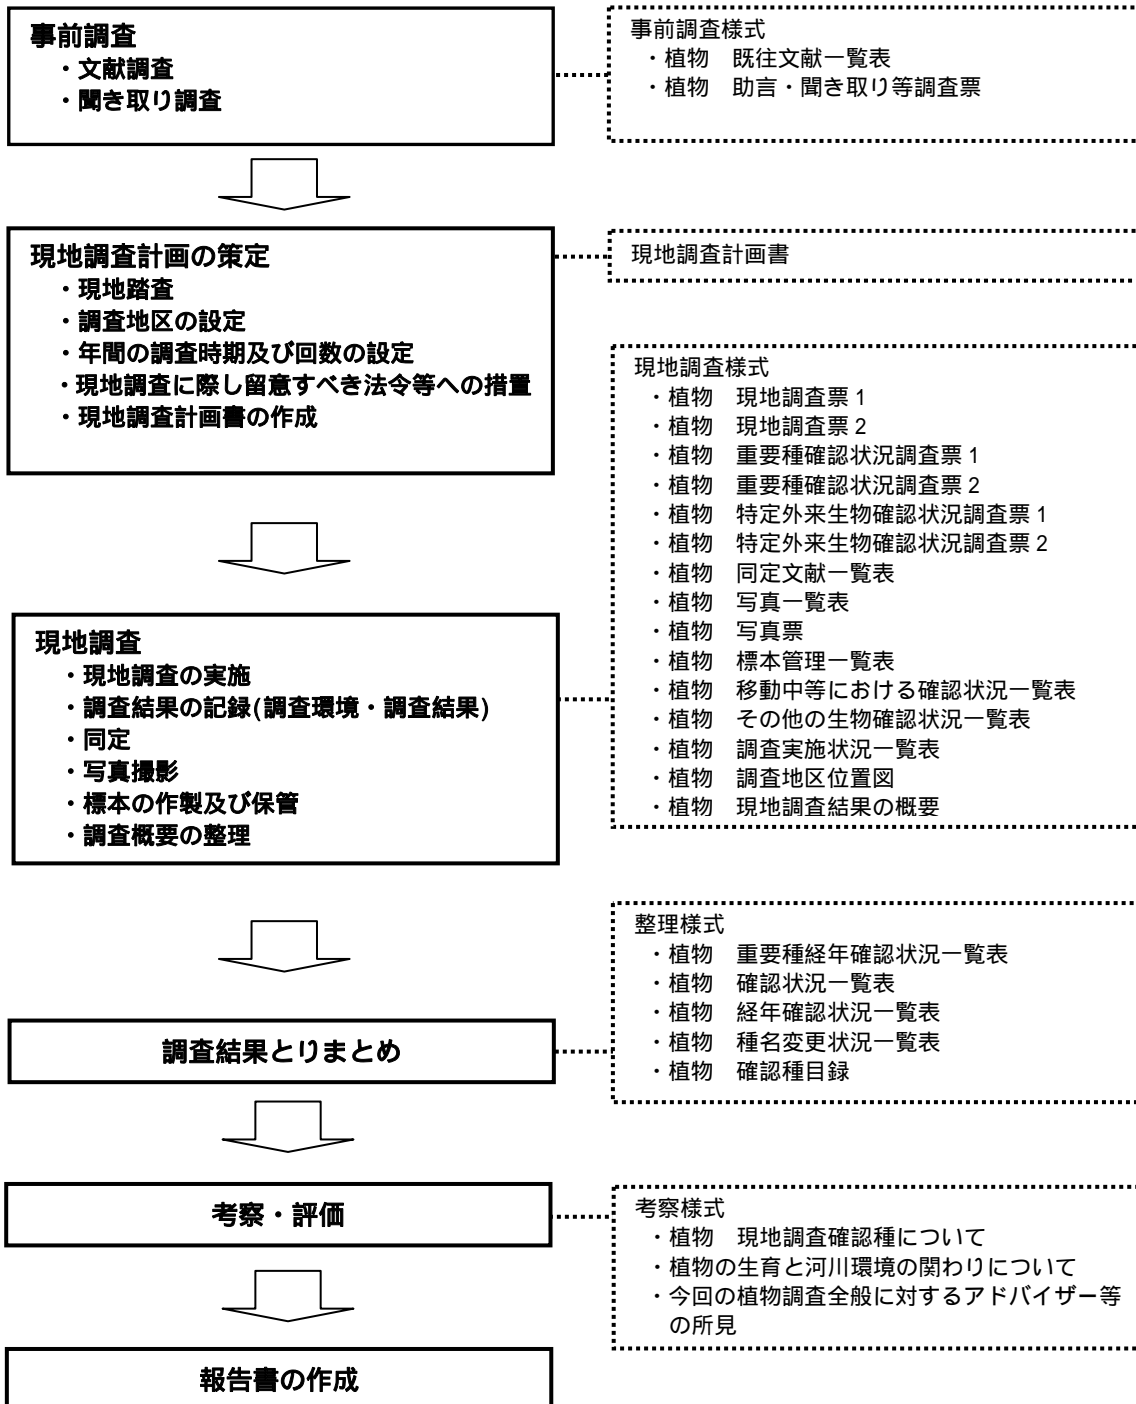 事前調査
・文献調査
・聞き取り調査
事前調査様式
・植物　既往文献一覧表
・植物　助言・聞き取り等調査票
現地調査計画の策定
・現地踏査
・調査地区の設定
・年間の調査時期及び回数の設定
・現地調査に際し留意すべき法令等への措置
・現地調査計画書の作成
現地調査計画書
現地調査
・現地調査の実施
・調査結果の記録(調査環境・調査結果)
・同定
・写真撮影
・標本の作製及び保管
・調査概要の整理
現地調査様式
・植物　現地調査票 1
・植物　現地調査票 2
・植物　重要種確認状況調査票 1
・植物　重要種確認状況調査票 2
・植物　特定外来生物確認状況調査票 1
・植物　特定外来生物確認状況調査票 2
・植物　同定文献一覧表
・植物　写真一覧表
・植物　写真票
・植物　標本管理一覧表
・植物　移動中等における確認状況一覧表
・植物　その他の生物確認状況一覧表
・植物　調査実施状況一覧表
・植物　調査地区位置図
・植物　現地調査結果の概要
調査結果とりまとめ
整理様式
・植物　重要種経年確認状況一覧表
・植物　確認状況一覧表
・植物　経年確認状況一覧表
・植物　種名変更状況一覧表
・植物　確認種目録
考察・評価
考察様式
・植物　現地調査確認種について
・植物の生育と河川環境の関わりについて
・今回の植物調査全般に対するアドバイザー等
の所見
報告書の作成